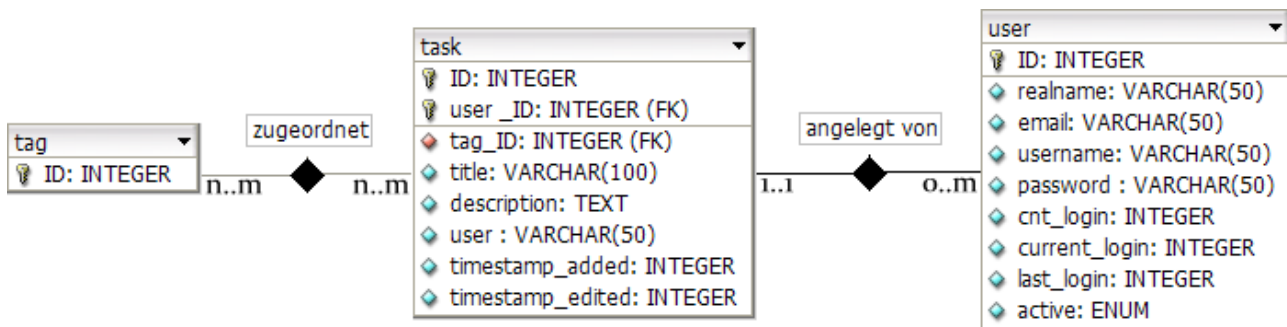 tag
ID: INTEGER
n..m
zugeordnet
n..m
task
ID: INTEGER
user _ID: INTEGER (FK)
tag_ID: INTEGER (FK)
title: VARCHAR(100)
description: TEXT
user : VARCHAR(50)
timestamp_added: INTEGER
timestamp_edited: INTEGER
1..1
angelegt von
0..m
user
ID: INTEGER
realname: VARCHAR(50)
email: VARCHAR(50)
username: VARCHAR(50)
password : VARCHAR(50)
cnt_login: INTEGER
current_login: INTEGER
last_login: INTEGER
active: ENUM